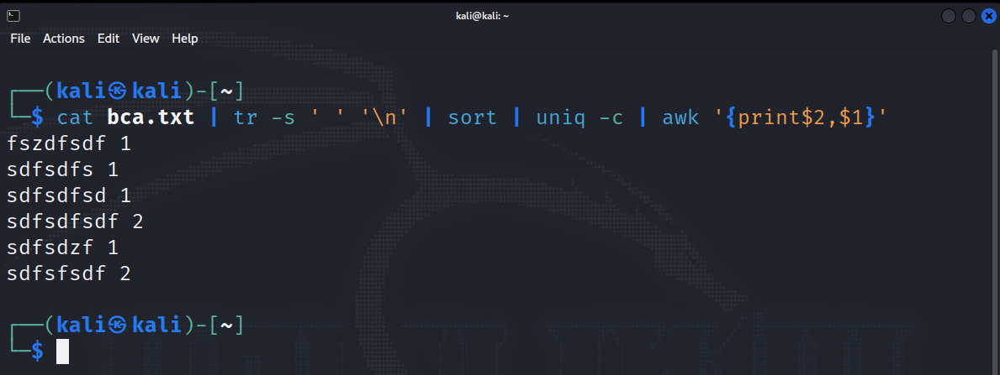 kali@kali: ~
File Actions Edit View Help
┌──(kali㉿kali)-[~]
└─$ cat bca.txt | tr -s ' ' '\n' | sort | uniq -c | awk '{print$2,$1}'
fszdfsdf 1
sdfsdfs 1
sdfsdfsd 1
sdfsdfsdf 2
sdfsdzf 1
sdfsfsdf 2
┌──(kali㉿kali)-[~]
└─$